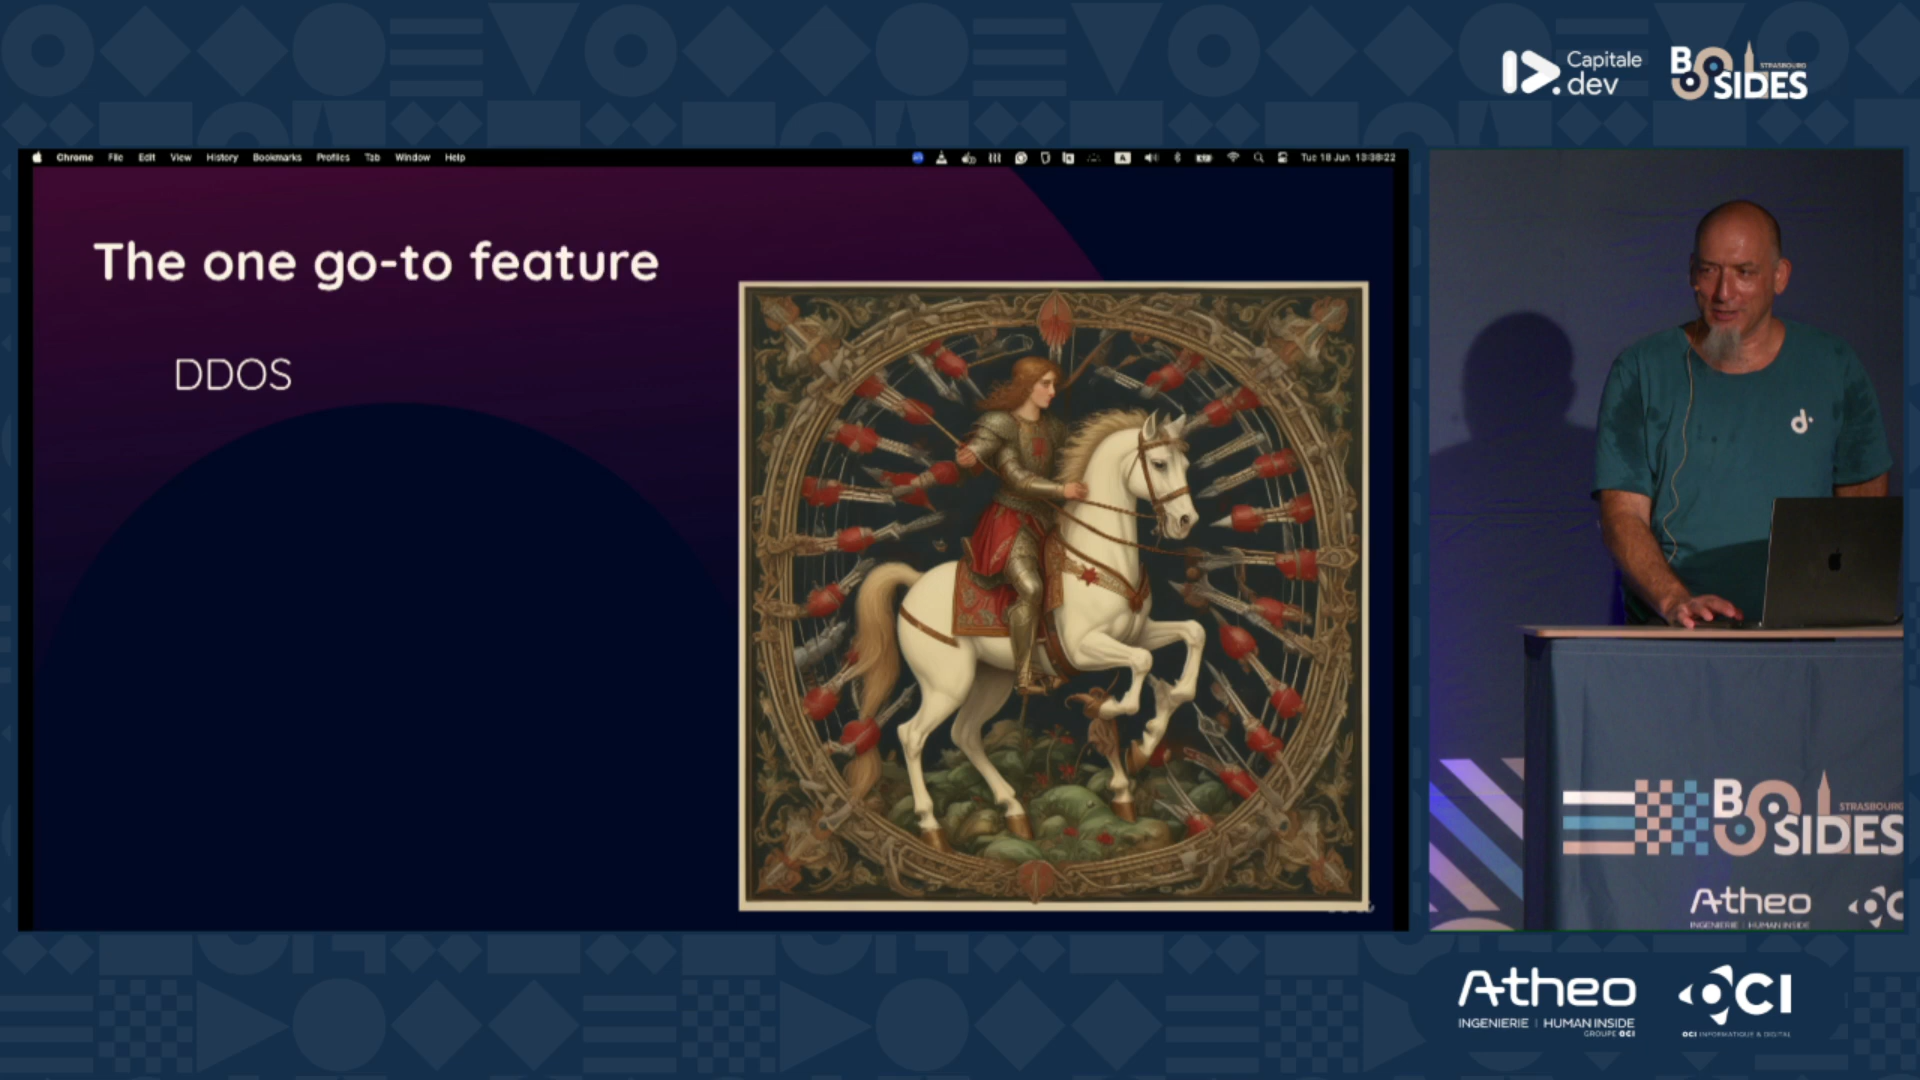 Capitale
dev
STRASBOURG
B SIDES
Chrome File Edit View History Bookmarks Profiles Tab Window Help
Tue 18 Jun 13:38:22
The one go-to feature
DDOS
d.
STRASBOURG
B SIDES
Atheo
INGENIERIE | HUMAN INSIDE
Atheo
INGENIERIE | HUMAN INSIDE
GROUPE OCI
OCI
OCI INFORMATIQUE & DIGITAL